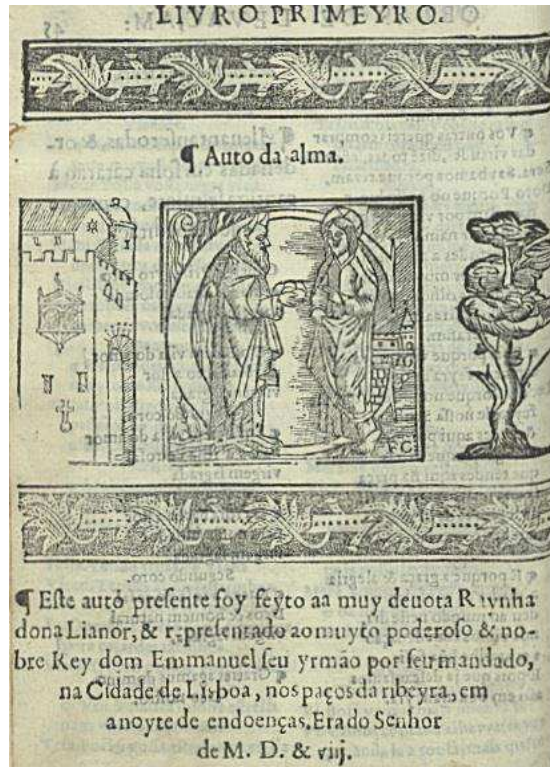 LIVRO PRIMEYRO.
¶ Auto da alma.
FC
¶ Este autó presente foy feyto aa muy deuota Raynha
dona Lianor, & representado ao muyto poderoso & no-
bre Rey dom Emmanuel seu yrmão por seu mandado,
na Cidade de Lisboa, nos paços da ribeyra, em
a noyte de endoenças. Era do Senhor
de M. D. & viij.